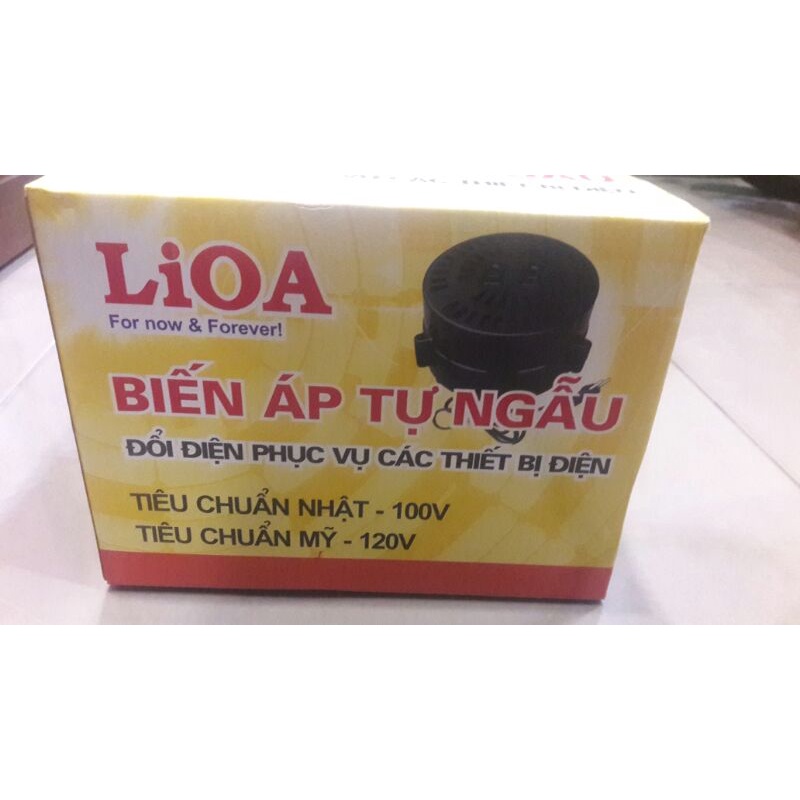 LiOA
For now & Forever!
BIẾN ÁP TỰ NGẪU
ĐỔI ĐIỆN PHỤC VỤ CÁC THIẾT BỊ ĐIỆN
TIÊU CHUẨN NHẬT - 100V
TIÊU CHUẨN MỸ - 120V